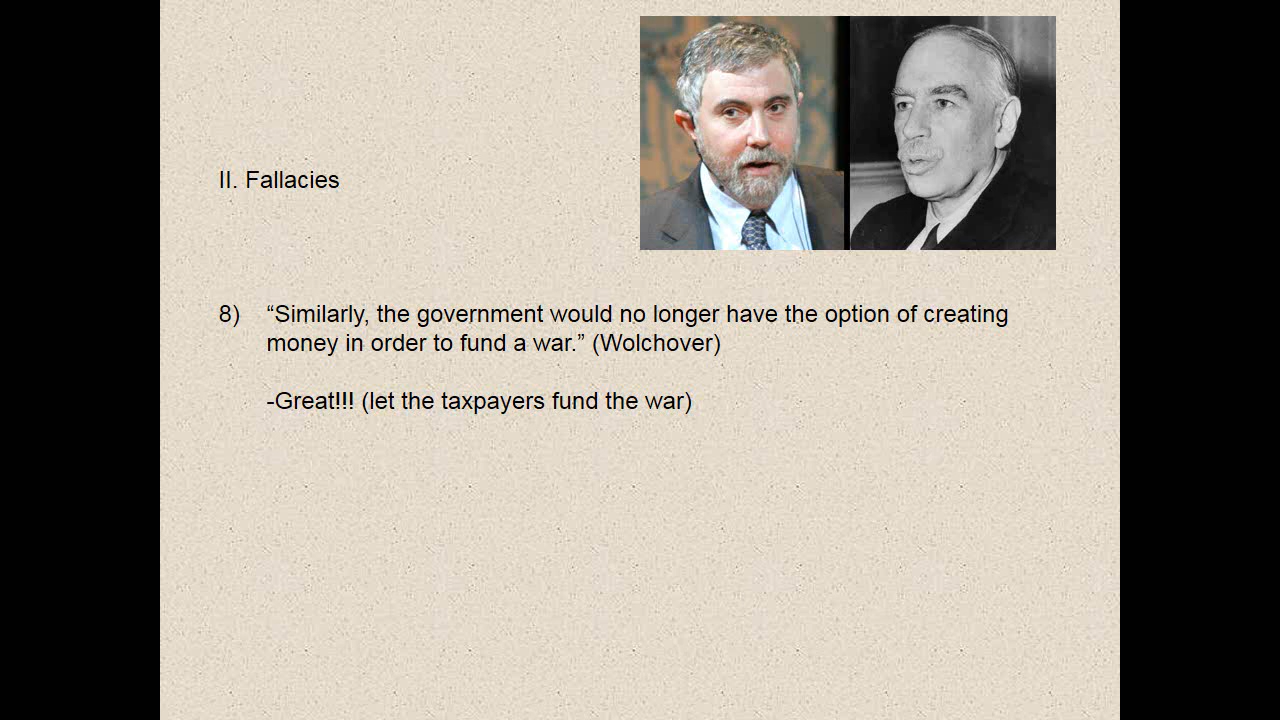 II. Fallacies
8) “Similarly, the government would no longer have the option of creating
money in order to fund a war.” (Wolchover)
-Great!!! (let the taxpayers fund the war)